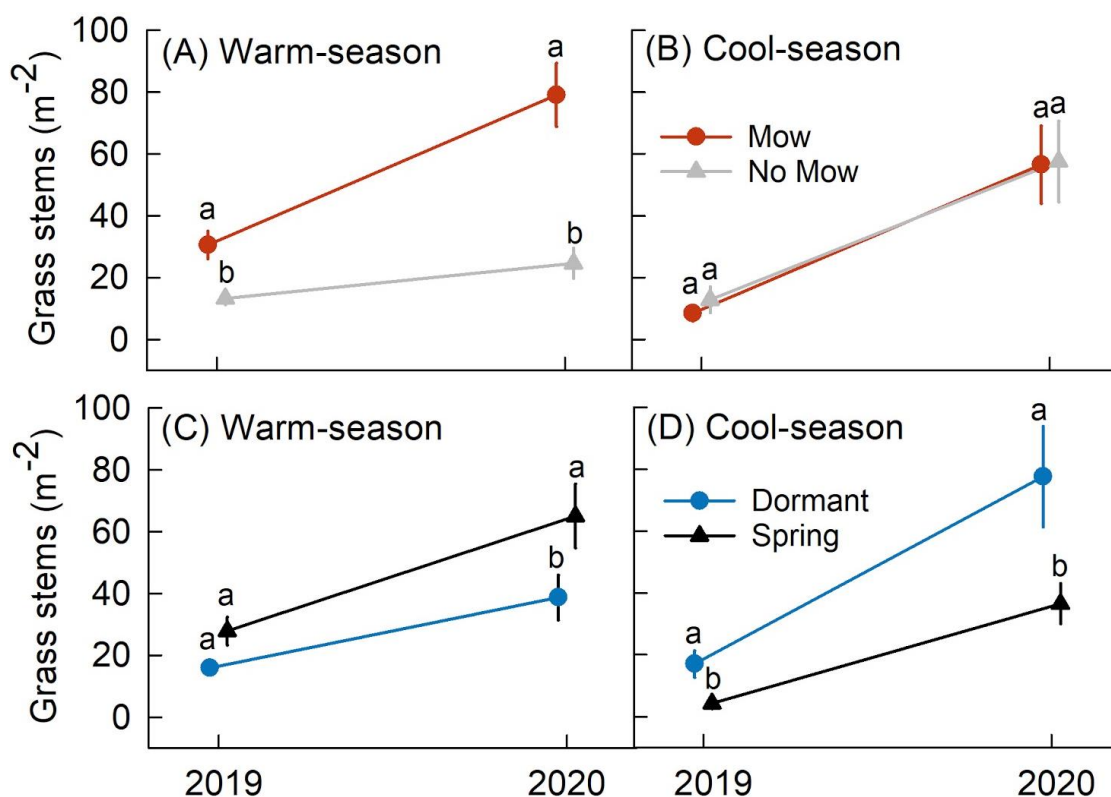 (A) Warm-season
(B) Cool-season
Grass stems (m⁻²)
100
80
60
40
20
0
a
a
b
b
Mow
No Mow
a a
a a
(C) Warm-season
(D) Cool-season
Grass stems (m⁻²)
100
80
60
40
20
0
a
a
a
b
Dormant
Spring
a
b
a
b
2019
2020
2019
2020